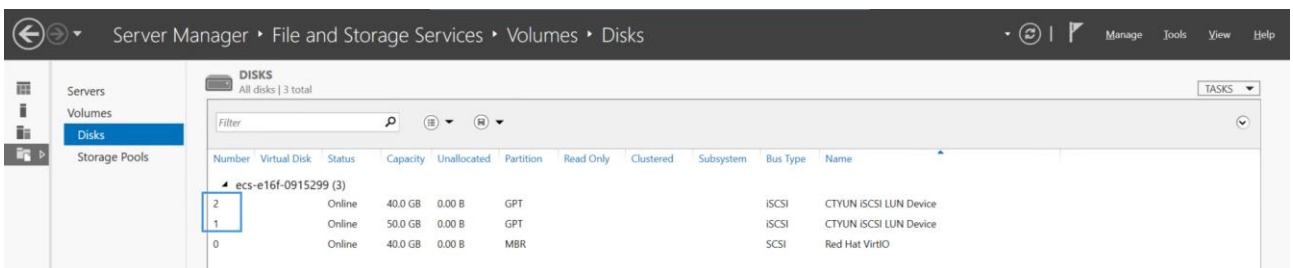 Server Manager ‣ File and Storage Services ‣ Volumes ‣ Disks
Manage Tools View Help
Servers
Volumes
Disks
Storage Pools
DISKS
All disks | 3 total
TASKS
Filter
Number Virtual Disk Status Capacity Unallocated Partition Read Only Clustered Subsystem Bus Type Name
ecs-e16f-0915299 (3)
2 Online 40.0 GB 0.00 B GPT iSCSI CTYUN iSCSI LUN Device
1 Online 50.0 GB 0.00 B GPT iSCSI CTYUN iSCSI LUN Device
0 Online 40.0 GB 0.00 B MBR SCSI Red Hat VirtIO